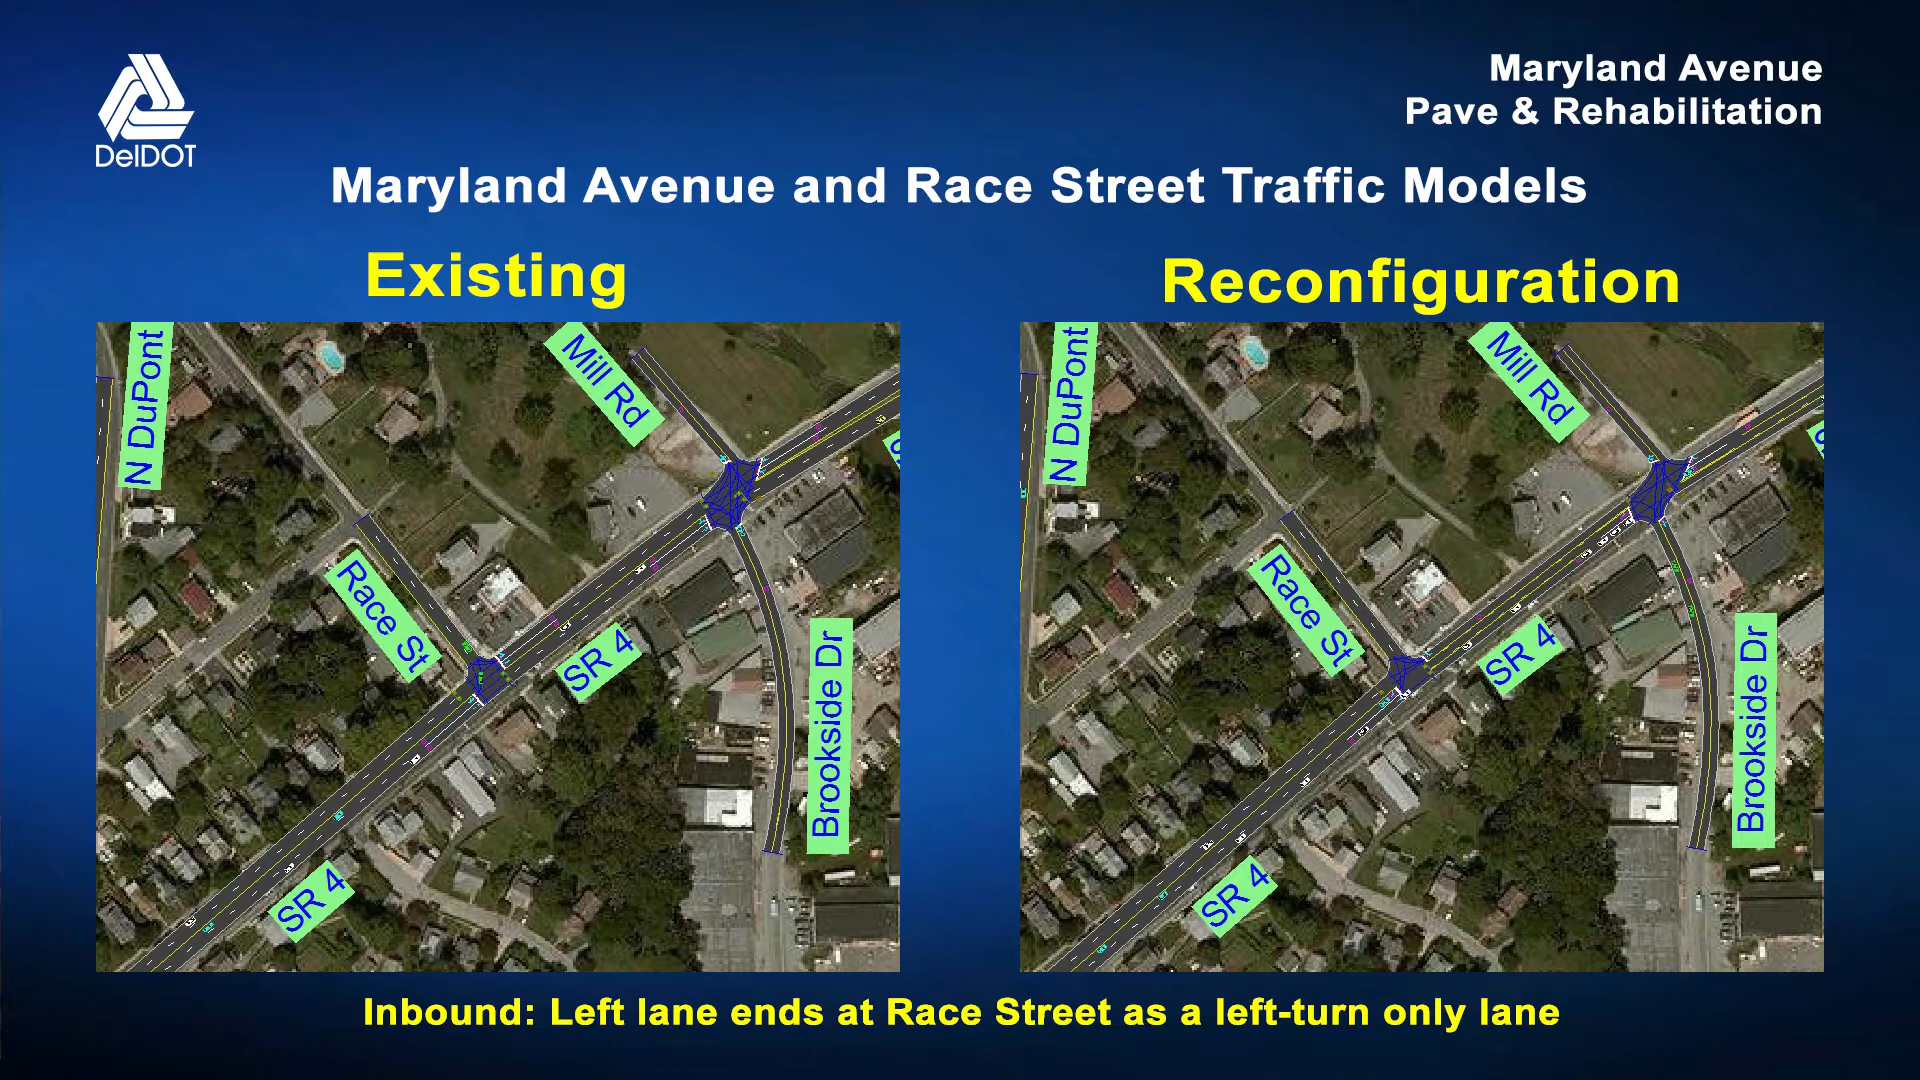 DelDOT
Maryland Avenue
Pave & Rehabilitation
Maryland Avenue and Race Street Traffic Models
Existing
N DuPont
Mill Rd
Race St
SR 4
Brookside Dr
SR 4
Reconfiguration
N DuPont
Mill Rd
Race St
SR 4
Brookside Dr
SR 4
Inbound: Left lane ends at Race Street as a left-turn only lane